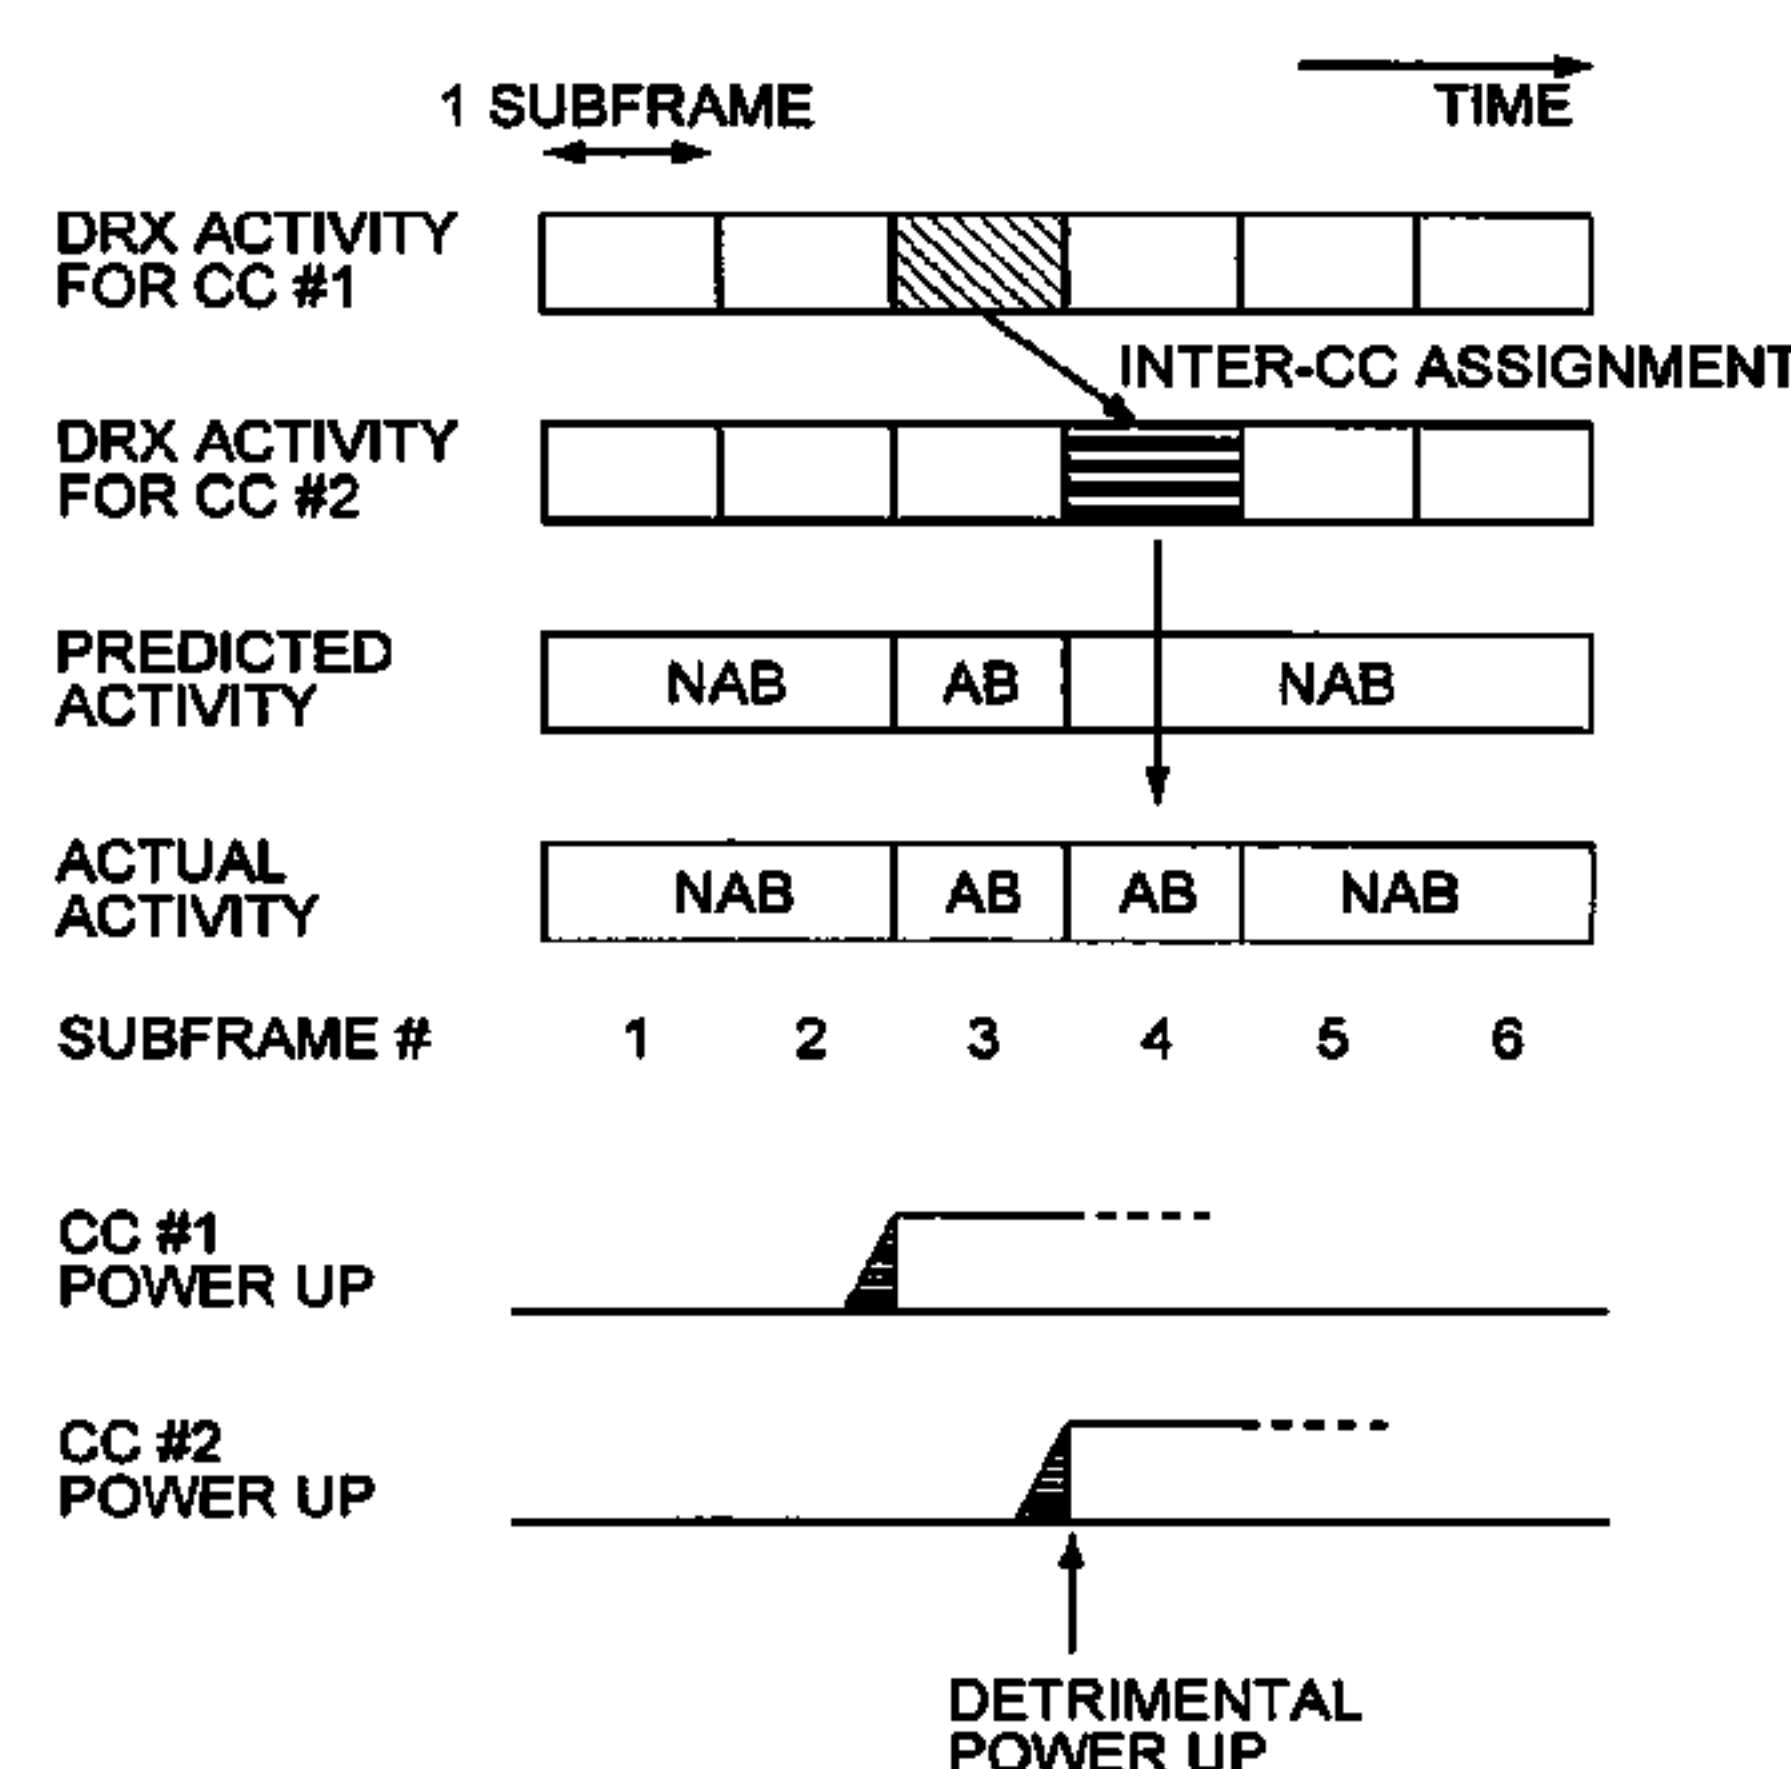 1 SUBFRAME
TIME
DRX ACTIVITY
FOR CC #1
INTER-CC ASSIGNMENT
DRX ACTIVITY
FOR CC #2
PREDICTED
ACTIVITY
NAB AB NAB
ACTUAL
ACTIVITY
NAB AB AB NAB
SUBFRAME # 1 2 3 4 5 6
CC #1
POWER UP
CC #2
POWER UP
DETRIMENTAL
POWER UP